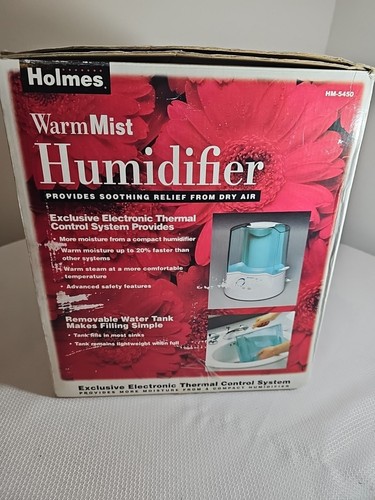 Holmes
HM-5450
WarmMist
Humidifier
PROVIDES SOOTHING RELIEF FROM DRY AIR
Exclusive Electronic Thermal
Control System Provides
• More moisture from a compact humidifier
• Warm moisture up to 20% faster than
other systems
• Warm steam at a more comfortable
temperature
• Advanced safety features
Removable Water Tank
Makes Filling Simple
• Tank fits in most sinks
• Tank remains lightweight when full
Exclusive Electronic Thermal Control System
PROVIDES MORE MOISTURE FROM A COMPACT HUMIDIFIER